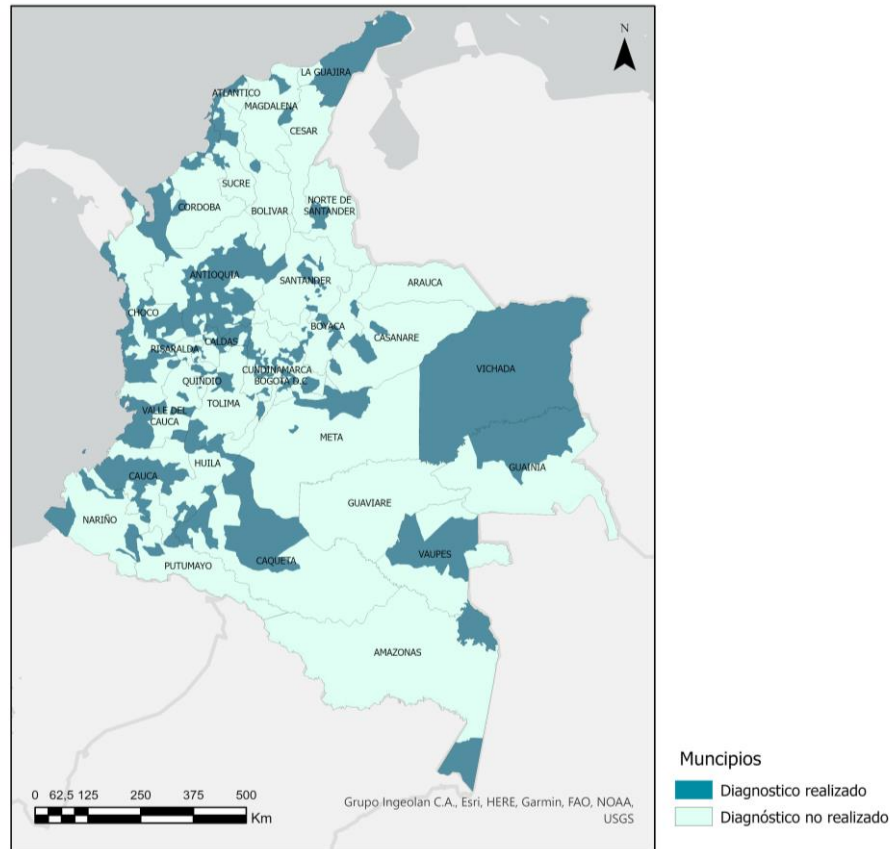 N
LA GUAJIRA
ATLANTICO
MAGDALENA
CESAR
SUCRE
CORDOBA
BOLIVAR
NORTE DE
SANTANDER
ANTIOQUIA
SANTANDER
ARAUCA
CHOCO
BOYACA
CASANARE
RISARALDA
CALDAS
CUNDINAMARCA
BOGOTA D.C
VICHADA
QUINDIO
TOLIMA
VALLE DEL
CAUCA
META
HUILA
GUAINIA
CAUCA
GUAVIARE
NARIÑO
VAUPES
CAQUETA
PUTUMAYO
AMAZONAS
0 62,5 125 250 375 500
Km
Grupo Ingeolan C.A., Esri, HERE, Garmin, FAO, NOAA,
USGS
Muncipios
Diagnostico realizado
Diagnóstico no realizado